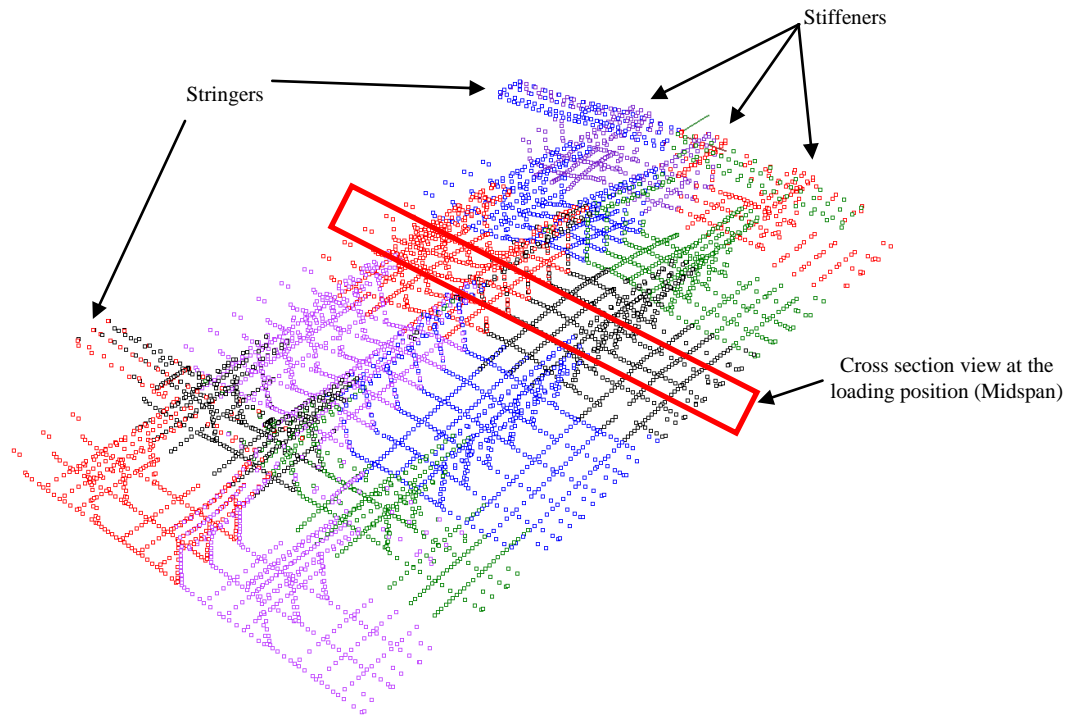 Stiffeners
Stringers
Cross section view at the
loading position (Midspan)